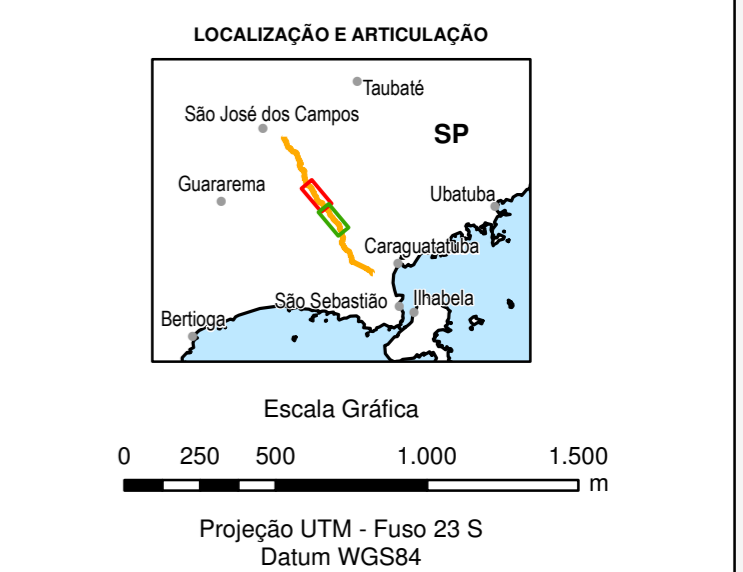 LOCALIZAÇÃO E ARTICULAÇÃO
Taubaté
São José dos Campos
SP
Guararema
Ubatuba
Caraguatatuba
São Sebastião
Ilhabela
Bertioga
Escala Gráfica
0 250 500 1.000 1.500
m
Projeção UTM - Fuso 23 S
Datum WGS84